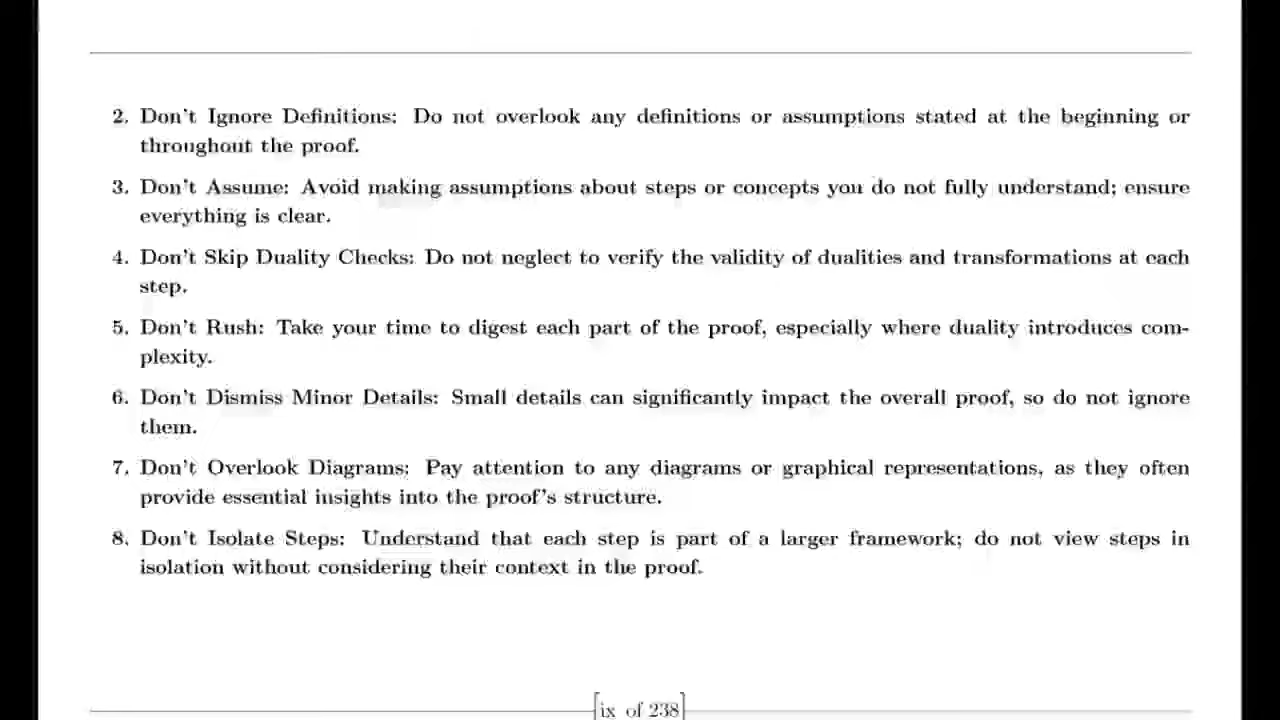 2. Don't Ignore Definitions: Do not overlook any definitions or assumptions stated at the beginning or
throughout the proof.
3. Don't Assume: Avoid making assumptions about steps or concepts you do not fully understand; ensure
everything is clear.
4. Don't Skip Duality Checks: Do not neglect to verify the validity of dualities and transformations at each
step.
5. Don't Rush: Take your time to digest each part of the proof, especially where duality introduces com-
plexity.
6. Don't Dismiss Minor Details: Small details can significantly impact the overall proof, so do not ignore
them.
7. Don't Overlook Diagrams: Pay attention to any diagrams or graphical representations, as they often
provide essential insights into the proof's structure.
8. Don't Isolate Steps: Understand that each step is part of a larger framework; do not view steps in
isolation without considering their context in the proof.
[ix of 238]